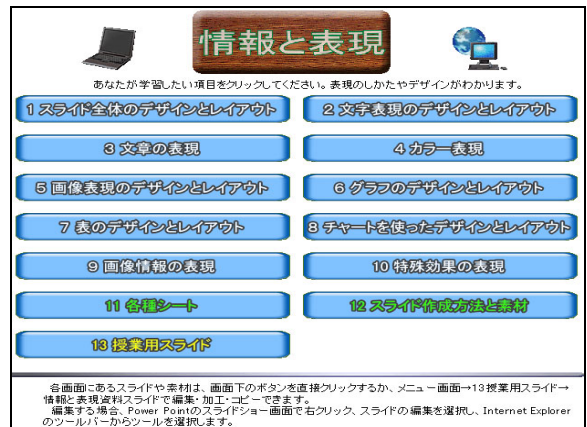 情報と表現
あなたが学習したい項目をクリックしてください。表現のしかたやデザインがわかります。
1 スライド全体のデザインとレイアウト
2 文字表現のデザインとレイアウト
3 文章の表現
4 カラー表現
5 画像表現のデザインとレイアウト
6 グラフのデザインとレイアウト
7 表のデザインとレイアウト
8 チャートを使ったデザインとレイアウト
9 画像情報の表現
10 特殊効果の表現
11 各種シート
12 スライド作成方法と素材
13 授業用スライド
各画面にあるスライドや素材は、画面下のボタンを直接クリックするか、メニュー画面→13授業用スライド→
情報と表現資料スライドで編集・加工・コピーできます。
編集する場合、Power Pointのスライドショー画面で右クリック、スライドの編集を選択し、Internet Explorer
のツールバーからツールを選択します。